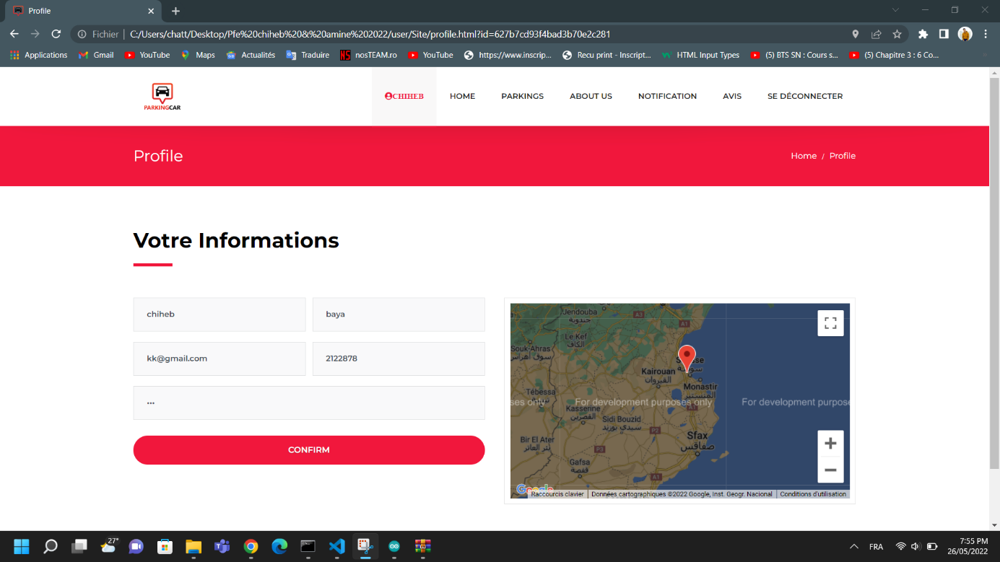 Profile
Fichier
C:/Users/chatt/Desktop/Pfe%20chiheb%20&%20amine%202022/user/Site/profile.html?id=627b7cd93f4bad3b70e2c281
Applications Gmail YouTube Maps Actualités Traduire nosTEAM.ro YouTube https://www.inscrip... Recu print - Inscript... HTML Input Types (5) BTS SN : Cours s... (5) Chapitre 3 : 6 Co...
PARKINGCAR
CHIHEB HOME PARKINGS ABOUT US NOTIFICATION AVIS SE DÉCONNECTER
Profile
Home / Profile
Votre Informations
chiheb baya
kk@gmail.com 2122878
CONFIRM
Jendouba
جندوبة
A3
A1
Le Kef
الكاف
Souk-Ahras
سوق أهراس
Kairouan
القيروان
سوسة
Monastir
المنستير
Tébessa
ses only For development purposes only For development purpose
A1
Kasserine
القصرين
Sidi Bouzid
سيدي بوزيد
P2
Bir El Ater
بئر العاتر
Sfax
صفاقس
P3
Gafsa
قفصة
A1
Google
Raccourcis clavier Données cartographiques ©2022 Google, Inst. Geogr. Nacional Conditions d'utilisation
27°
FRA
7:55 PM
26/05/2022